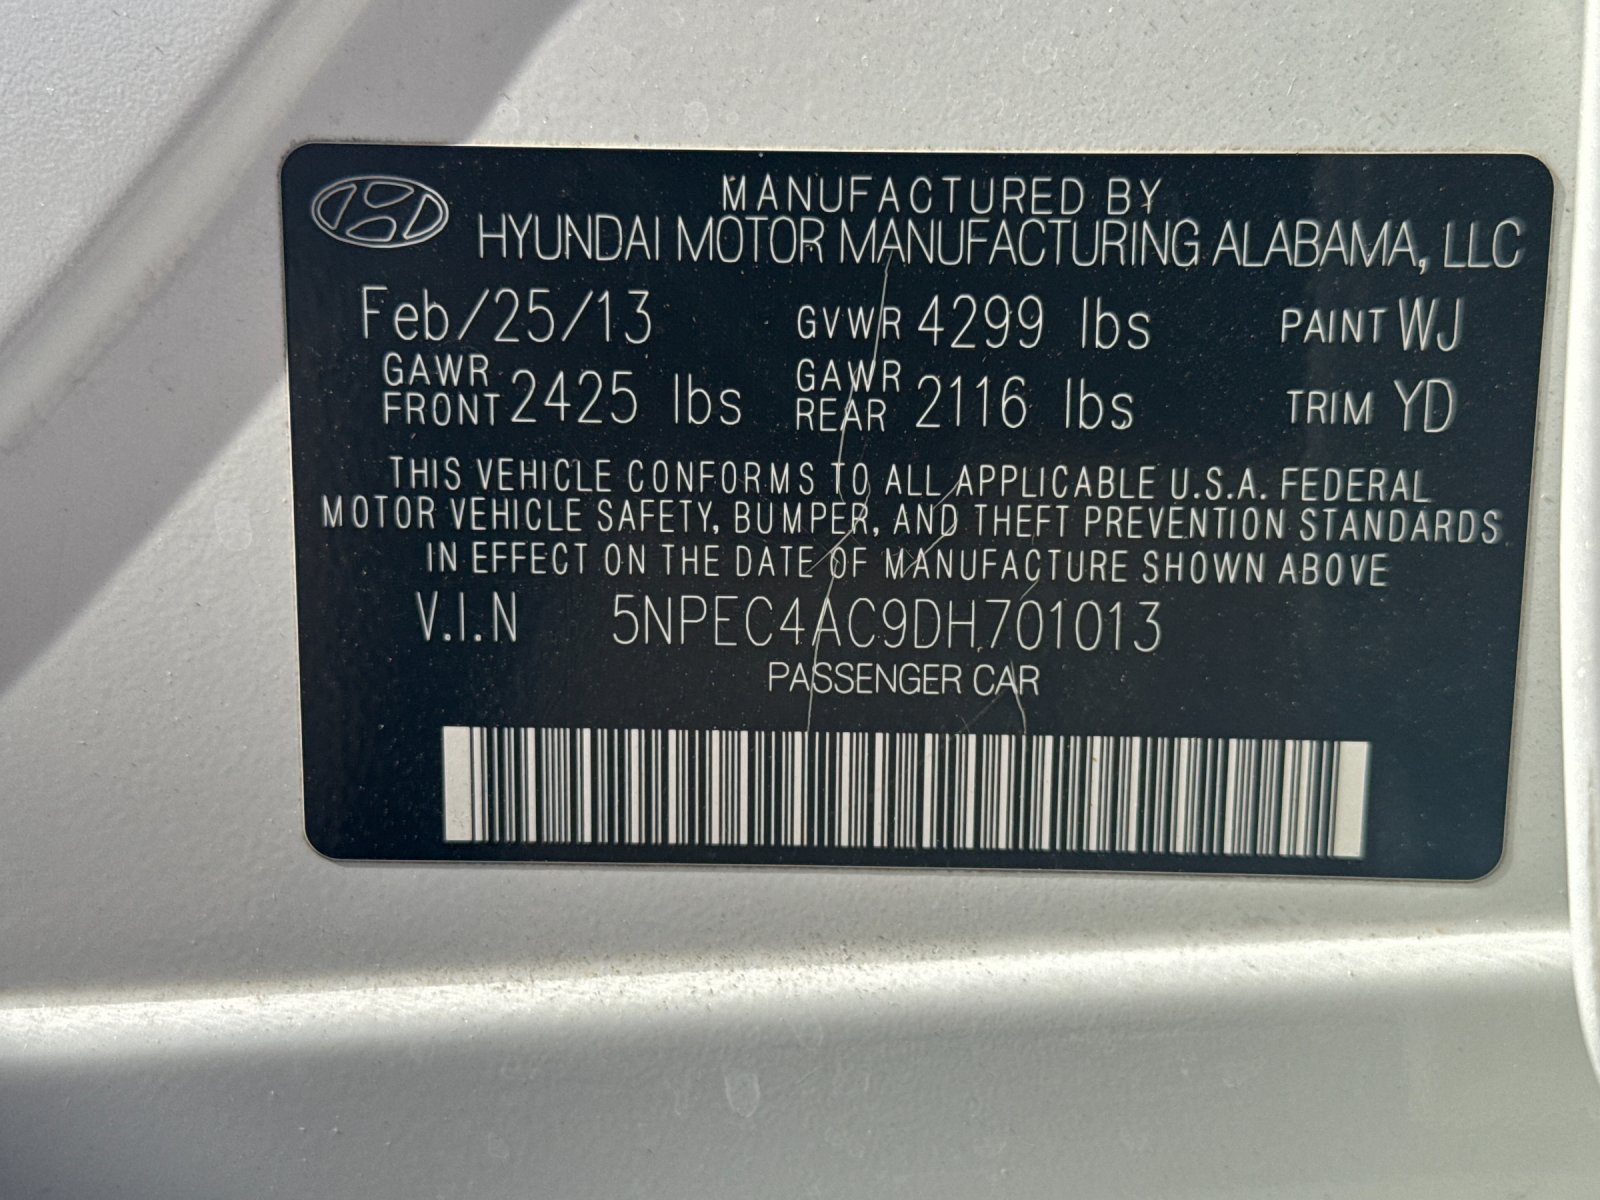 MANUFACTURED BY
HYUNDAI MOTOR MANUFACTURING ALABAMA, LLC
Feb/25/13 GVWR 4299 lbs PAINT WJ
GAWR FRONT 2425 lbs GAWR REAR 2116 lbs TRIM YD
THIS VEHICLE CONFORMS TO ALL APPLICABLE U.S.A. FEDERAL
MOTOR VEHICLE SAFETY, BUMPER, AND THEFT PREVENTION STANDARDS
IN EFFECT ON THE DATE OF MANUFACTURE SHOWN ABOVE
V.I.N 5NPEC4AC9DH701013
PASSENGER CAR